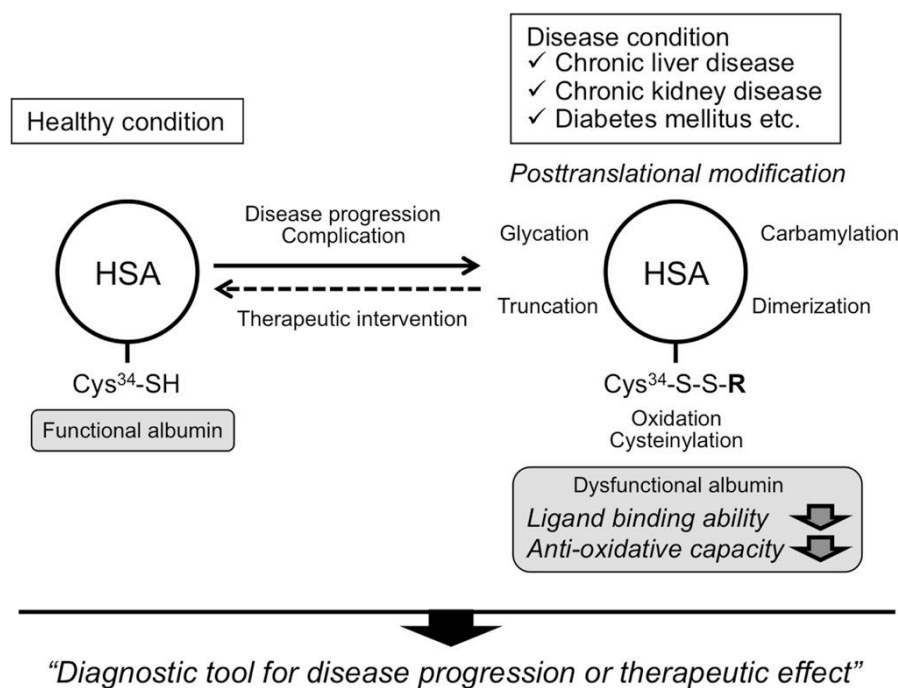 Disease condition
✓ Chronic liver disease
✓ Chronic kidney disease
✓ Diabetes mellitus etc.
Healthy condition
Posttranslational modification
Disease progression
Complication
Therapeutic intervention
HSA
Cys³⁴-SH
Functional albumin
Glycation
Carbamylation
HSA
Truncation
Dimerization
Cys³⁴-S-S-R
Oxidation
Cysteinylation
Dysfunctional albumin
Ligand binding ability
Anti-oxidative capacity
“Diagnostic tool for disease progression or therapeutic effect”